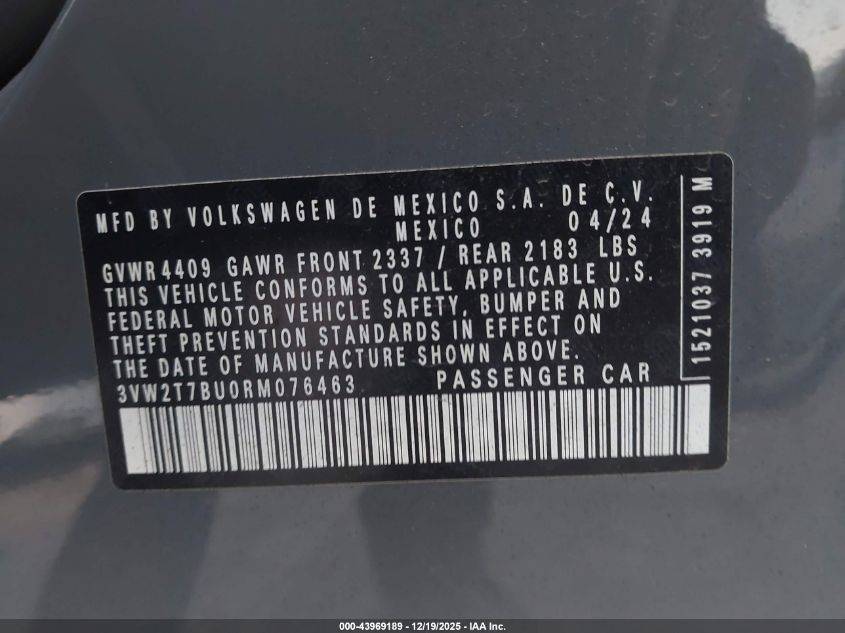 MFD BY VOLKSWAGEN DE MEXICO S.A. DE C.V.
MEXICO 04/24
GVWR4409 GAWR FRONT 2337 / REAR 2183 LBS
THIS VEHICLE CONFORMS TO ALL APPLICABLE U.S.
FEDERAL MOTOR VEHICLE SAFETY, BUMPER AND
THEFT PREVENTION STANDARDS IN EFFECT ON
THE DATE OF MANUFACTURE SHOWN ABOVE.
3VW2T7BU0RM076463 PASSENGER CAR
1521037 3919 M
000-43969189 - 12/19/2025 - IAA Inc.